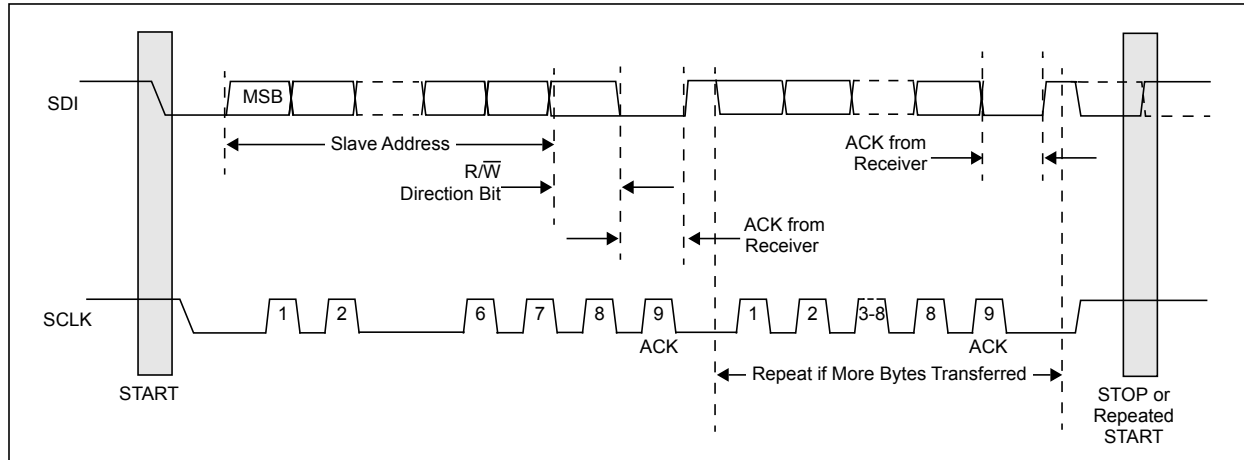 SDI
MSB
Slave Address
R/W̅
Direction Bit
ACK from
Receiver
ACK from
Receiver
SCLK
1
2
6
7
8
9
ACK
1
2
3-8
8
9
ACK
Repeat if More Bytes Transferred
START
STOP or
Repeated
START